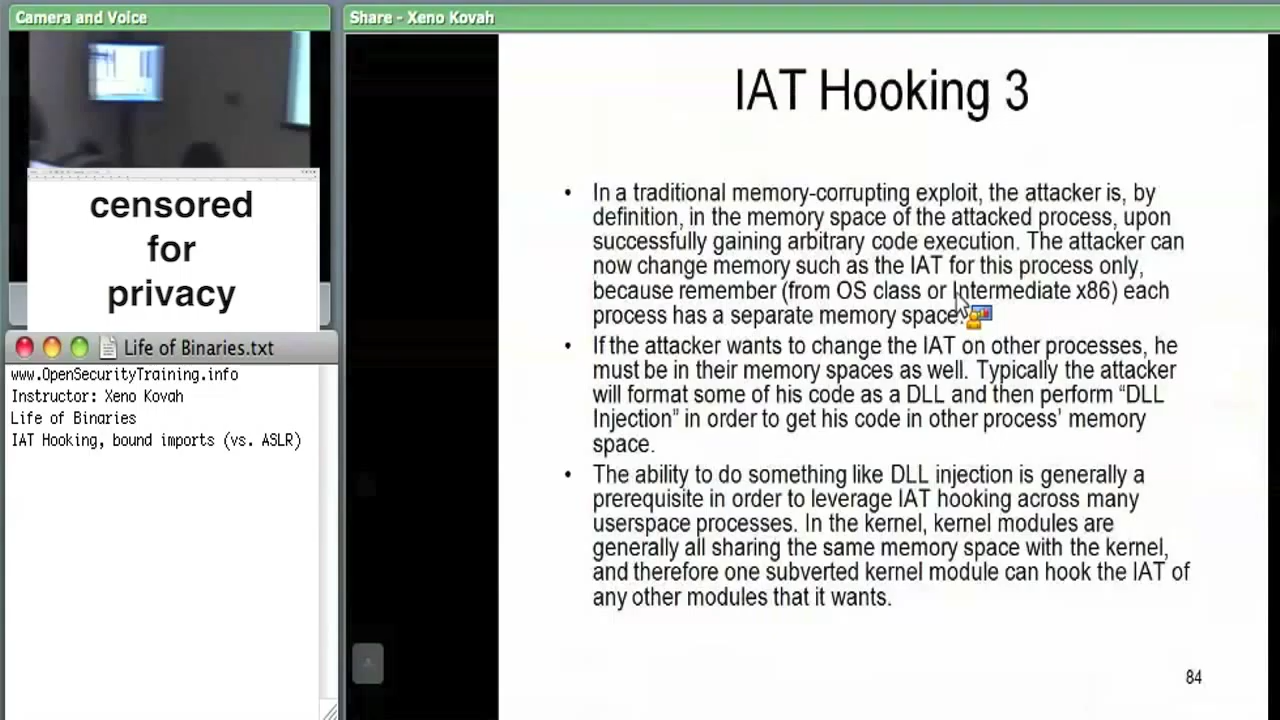 Camera and Voice
censored
for
privacy
Life of Binaries.txt
www.OpenSecurityTraining.info
Instructor: Xeno Kovah
Life of Binaries
IAT Hooking, bound imports (vs. ASLR)
Share - Xeno Kovah
IAT Hooking 3
• In a traditional memory-corrupting exploit, the attacker is, by
definition, in the memory space of the attacked process, upon
successfully gaining arbitrary code execution. The attacker can
now change memory such as the IAT for this process only,
because remember (from OS class or Intermediate x86) each
process has a separate memory space.
• If the attacker wants to change the IAT on other processes, he
must be in their memory spaces as well. Typically the attacker
will format some of his code as a DLL and then perform “DLL
Injection” in order to get his code in other process’ memory
space.
• The ability to do something like DLL injection is generally a
prerequisite in order to leverage IAT hooking across many
userspace processes. In the kernel, kernel modules are
generally all sharing the same memory space with the kernel,
and therefore one subverted kernel module can hook the IAT of
any other modules that it wants.
84